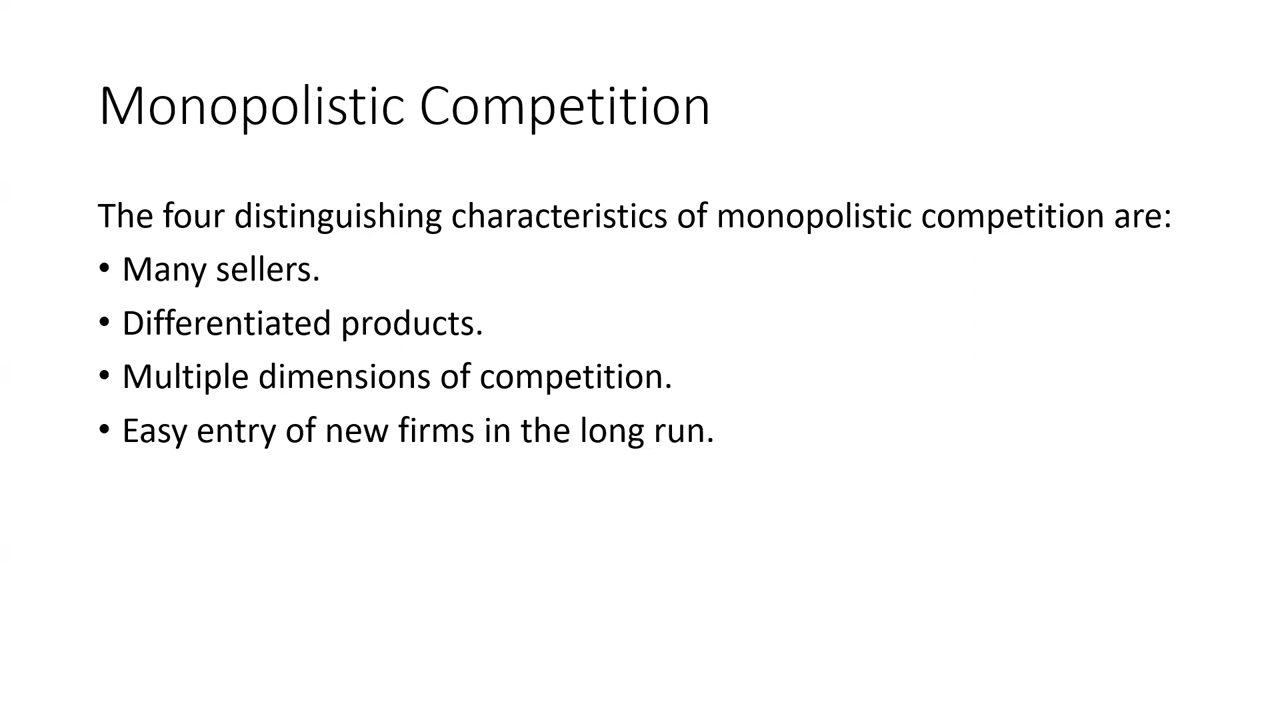 Monopolistic Competition
The four distinguishing characteristics of monopolistic competition are:
• Many sellers.
• Differentiated products.
• Multiple dimensions of competition.
• Easy entry of new firms in the long run.